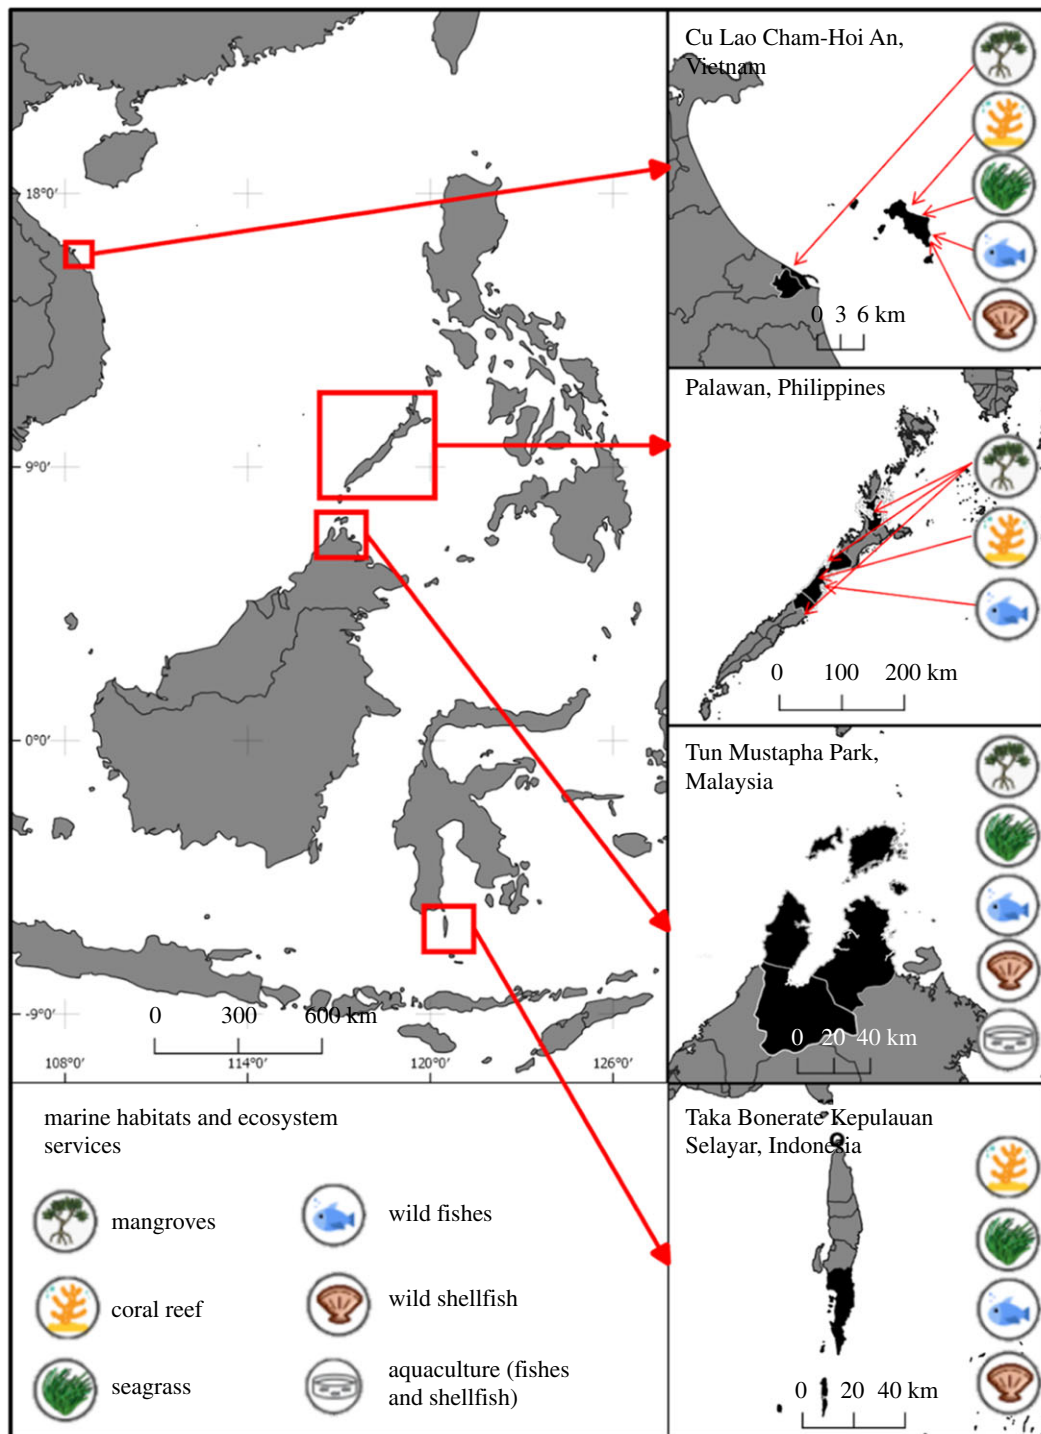 Cu Lao Cham-Hoi An,
Vietnam
0 3 6 km
Palawan, Philippines
0 100 200 km
Tun Mustapha Park,
Malaysia
0 20 40 km
Taka Bonerate Kepulauan
Selayar, Indonesia
0 20 40 km
18°0'
9°0'
0°0'
-9°0'
0 300 600 km
108°0'
114°0'
120°0'
126°0'
marine habitats and ecosystem
services
mangroves
coral reef
seagrass
wild fishes
wild shellfish
aquaculture (fishes
and shellfish)